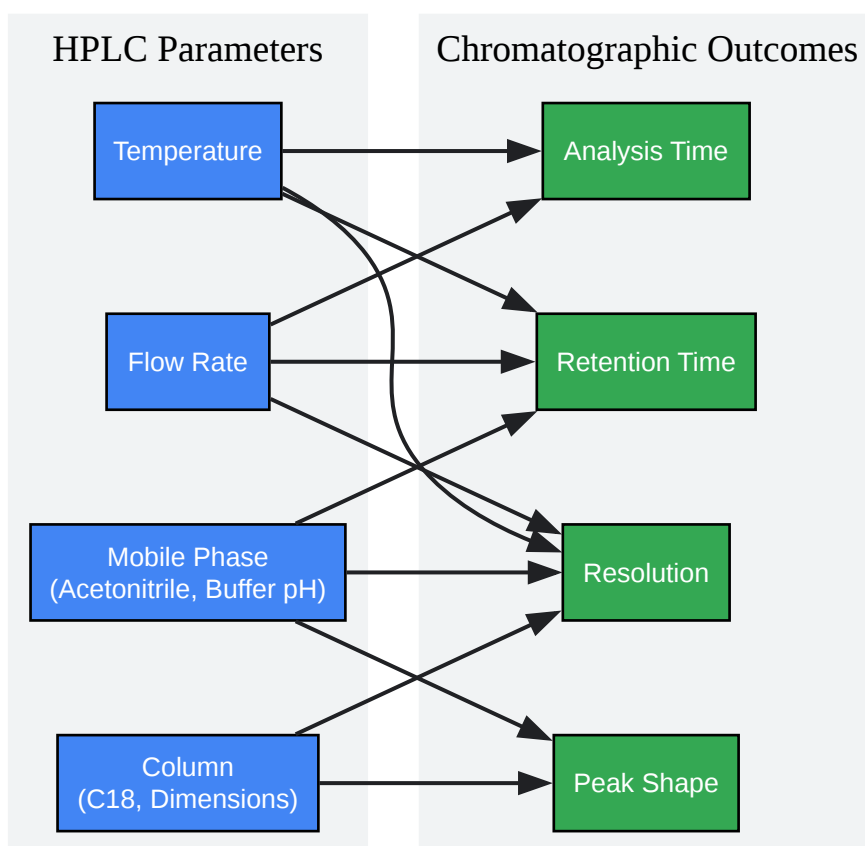 HPLC Parameters
Chromatographic Outcomes
Temperature
Analysis Time
Flow Rate
Retention Time
Mobile Phase
(Acetonitrile, Buffer pH)
Resolution
Column
(C18, Dimensions)
Peak Shape